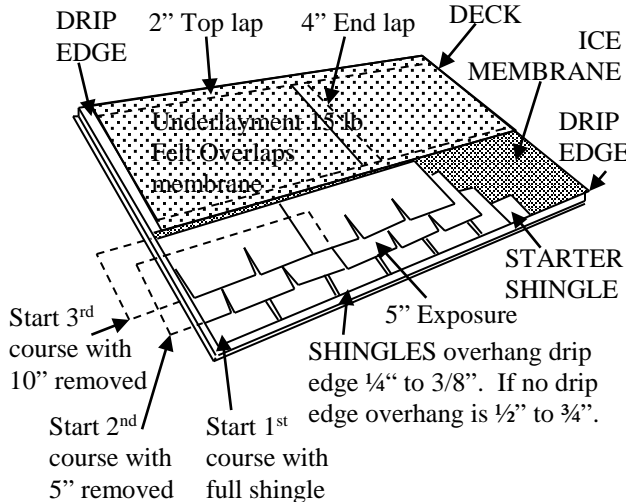 DRIP
EDGE
2” Top lap
4” End lap
DECK
ICE
MEMBRANE
DRIP
EDGE
Underlayment 15 lb
Felt Overlaps
membrane
STARTER
SHINGLE
5” Exposure
SHINGLES overhang drip
edge ¼“ to 3/8”. If no drip
edge overhang is ½” to ¾”.
Start 3rd
course with
10” removed
Start 2nd
course with
5” removed
Start 1st
course with
full shingle